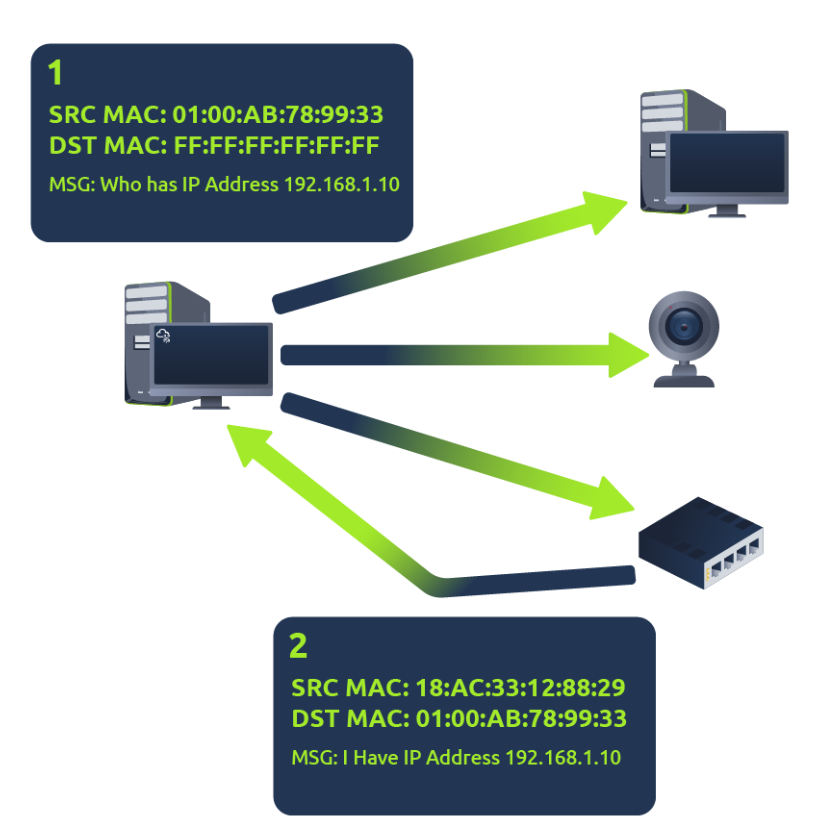 1
SRC MAC: 01:00:AB:78:99:33
DST MAC: FF:FF:FF:FF:FF:FF
MSG: Who has IP Address 192.168.1.10
2
SRC MAC: 18:AC:33:12:88:29
DST MAC: 01:00:AB:78:99:33
MSG: I Have IP Address 192.168.1.10